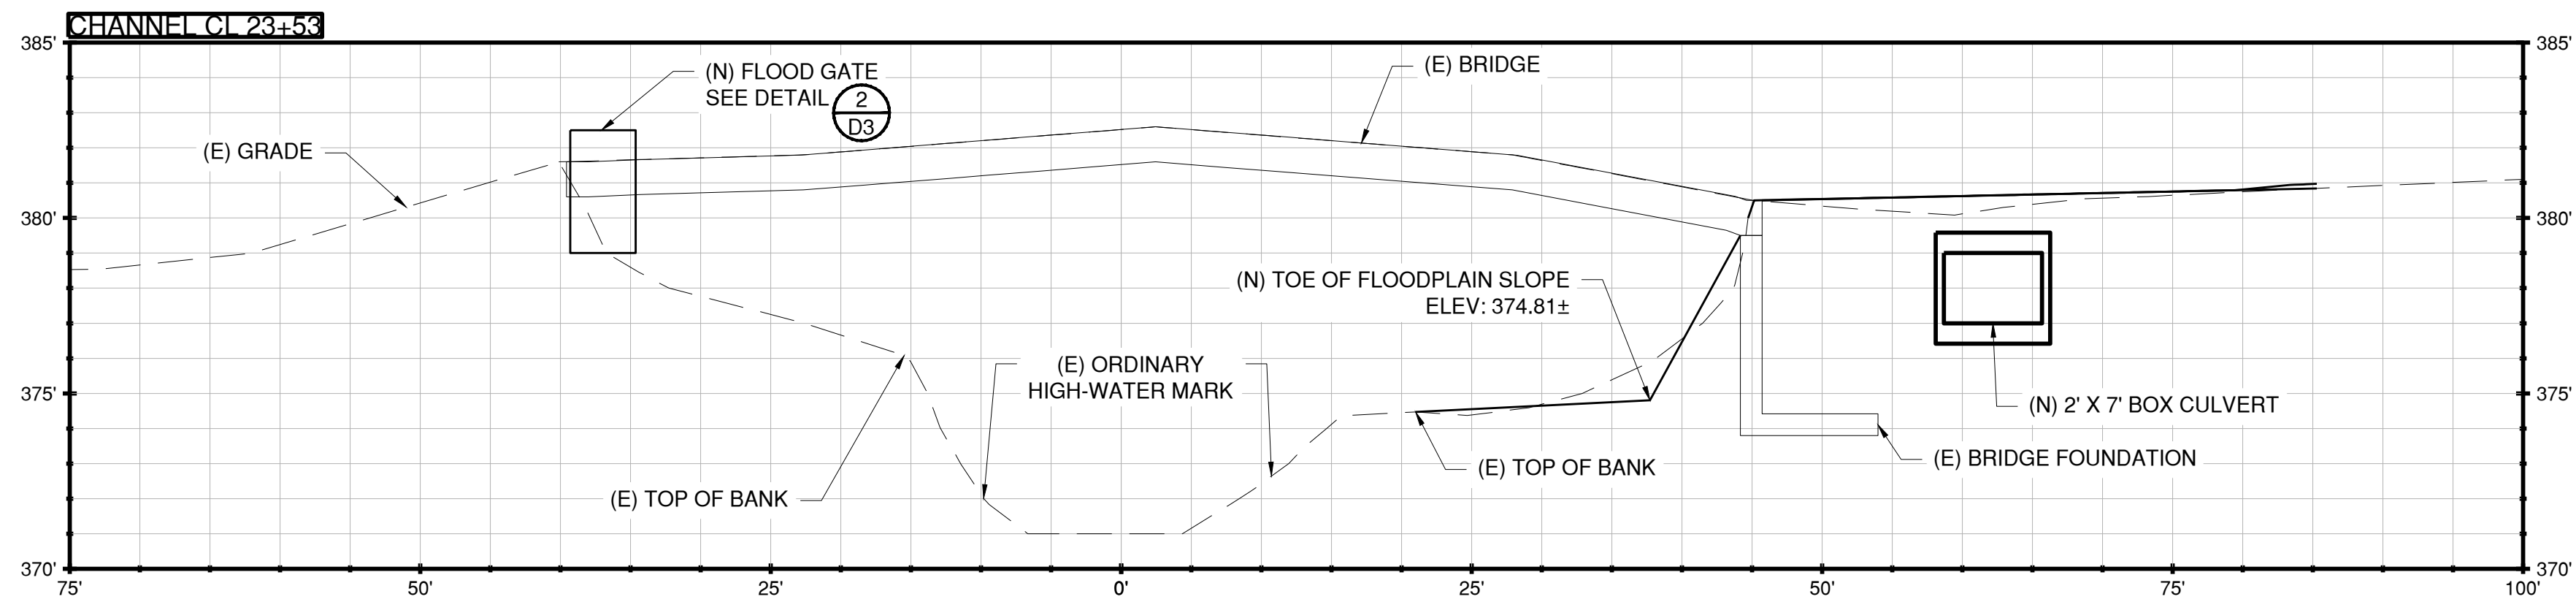 CHANNEL CL 23+53
385'
385'
(N) FLOOD GATE
SEE DETAIL
2
D3
(E) BRIDGE
(E) GRADE
380'
380'
(N) TOE OF FLOODPLAIN SLOPE
ELEV: 374.81±
(E) ORDINARY
HIGH-WATER MARK
375'
375'
(N) 2' X 7' BOX CULVERT
(E) BRIDGE FOUNDATION
(E) TOP OF BANK
(E) TOP OF BANK
370'
370'
75'
50'
25'
0'
25'
50'
75'
100'